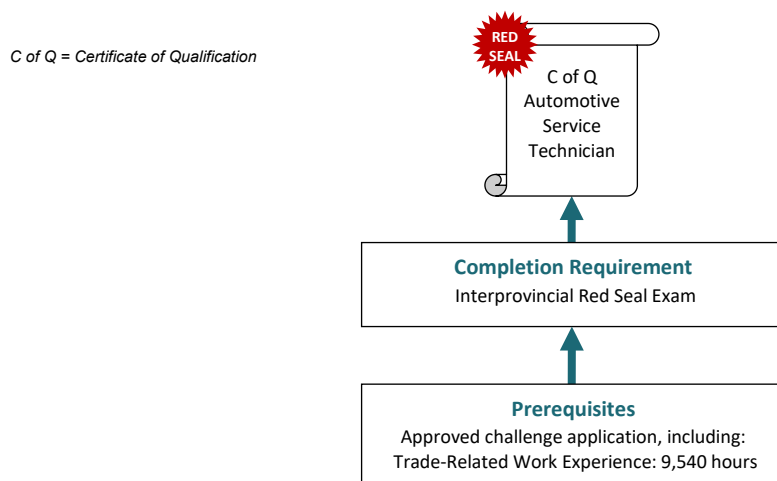 C of Q = Certificate of Qualification
RED
SEAL
C of Q
Automotive
Service
Technician
Completion Requirement
Interprovincial Red Seal Exam
Prerequisites
Approved challenge application, including:
Trade-Related Work Experience: 9,540 hours